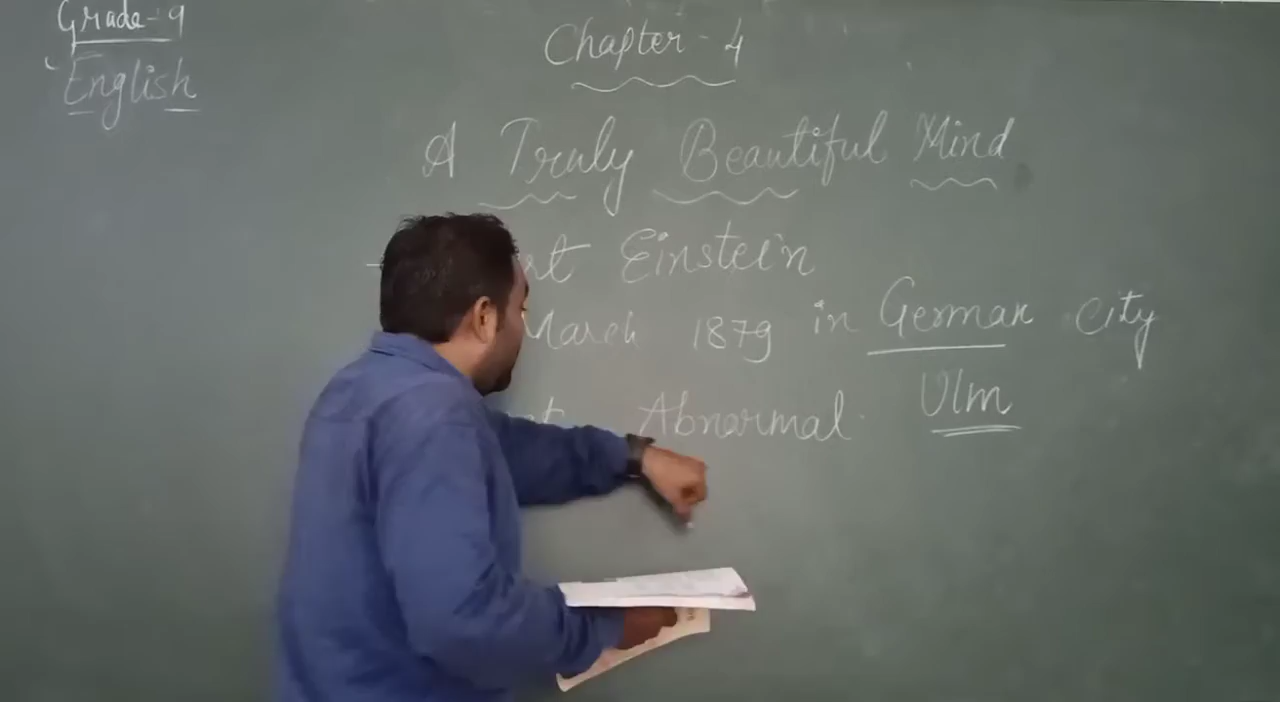 Grade-9
English
Chapter-4
A Truly Beautiful Mind
Einstein
March 1879 in German city
Abnormal Ulm